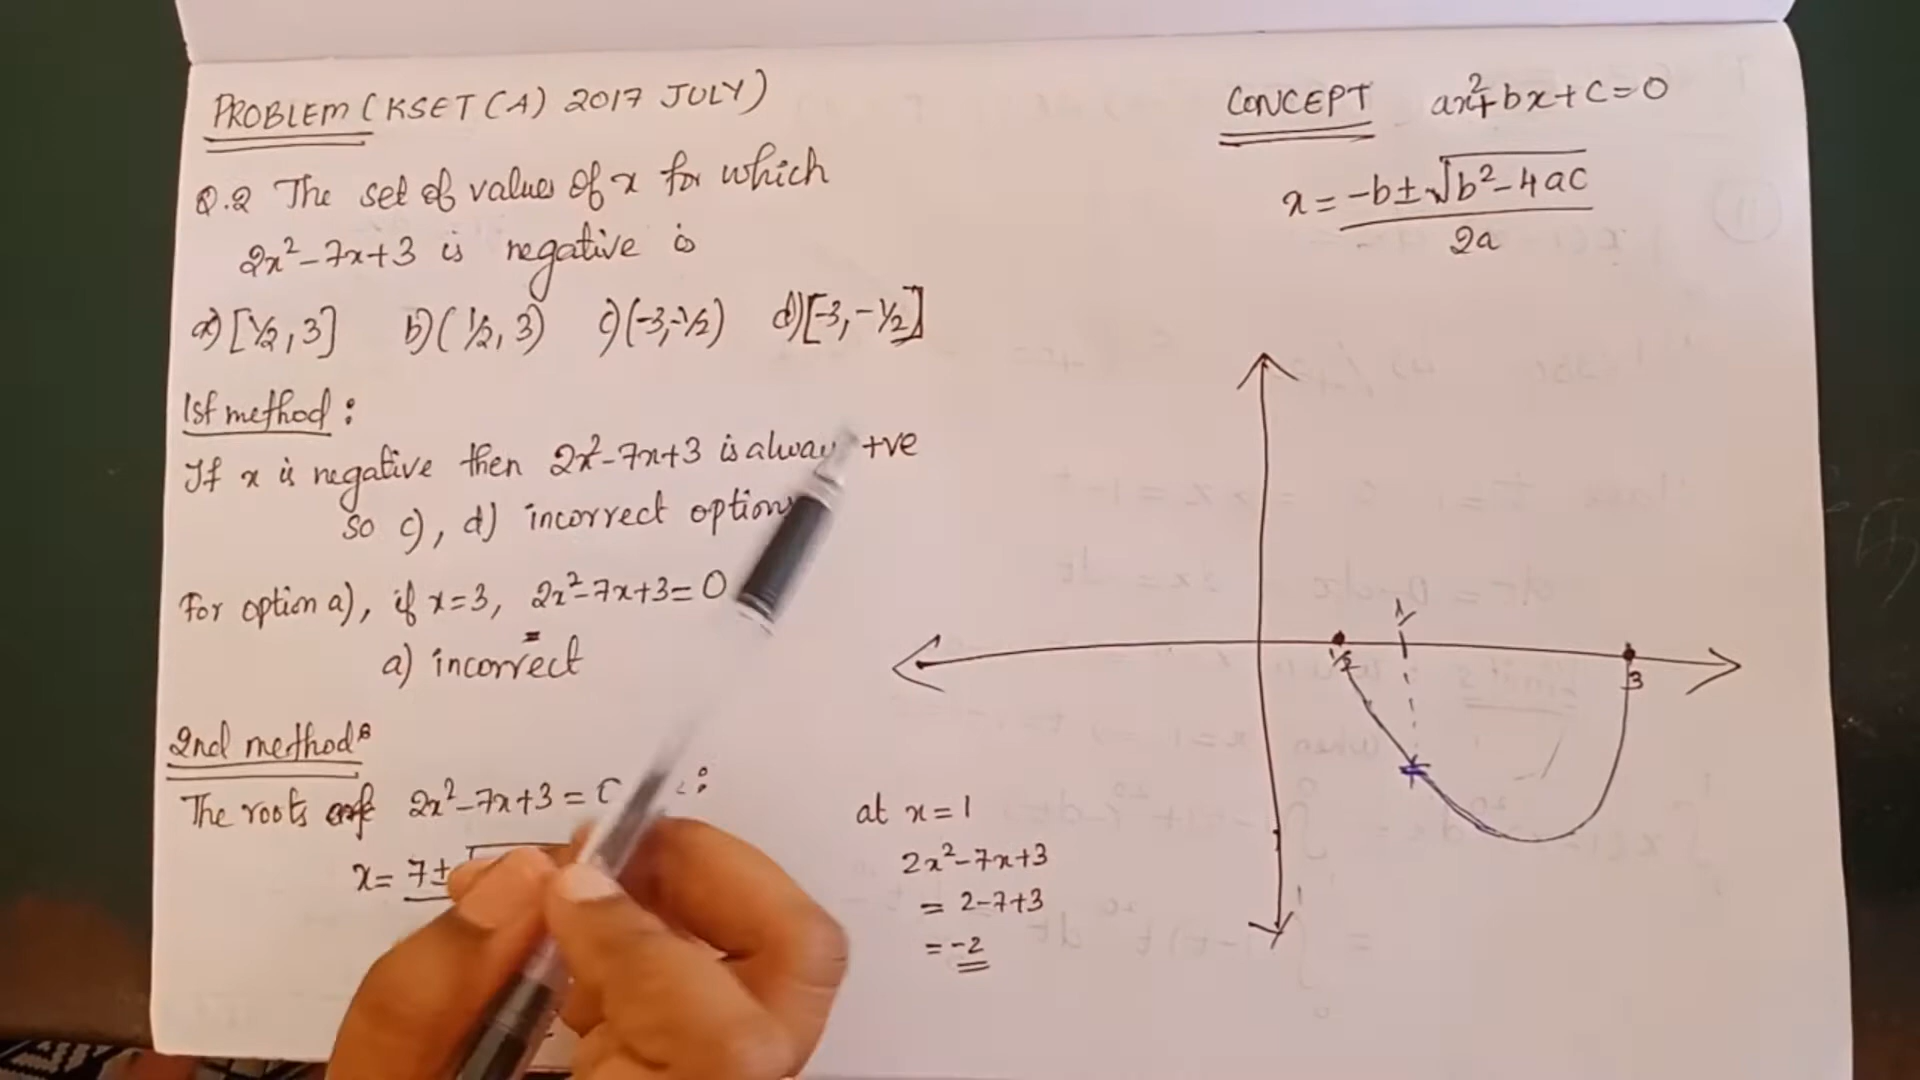 PROBLEM (KSET (A) 2017 JULY)
Q.2 The set of values of x for which
2x²-7x+3 is negative is
a) [1/2, 3] b) (1/2, 3) c) (-3,-1/2) d) [-3, -1/2]
1st method :
If x is negative then 2x²-7x+3 is alway +ve
so c), d) incorrect option
For option a), if x=3, 2x²-7x+3=0
a) incorrect
2nd method:
The roots of 2x²-7x+3 =
x= 7±
at x=1
2x²-7x+3
= 2-7+3
= -2
CONCEPT ax²+bx+c=0
x = -b±√b²-4ac
2a
1
1/2
3